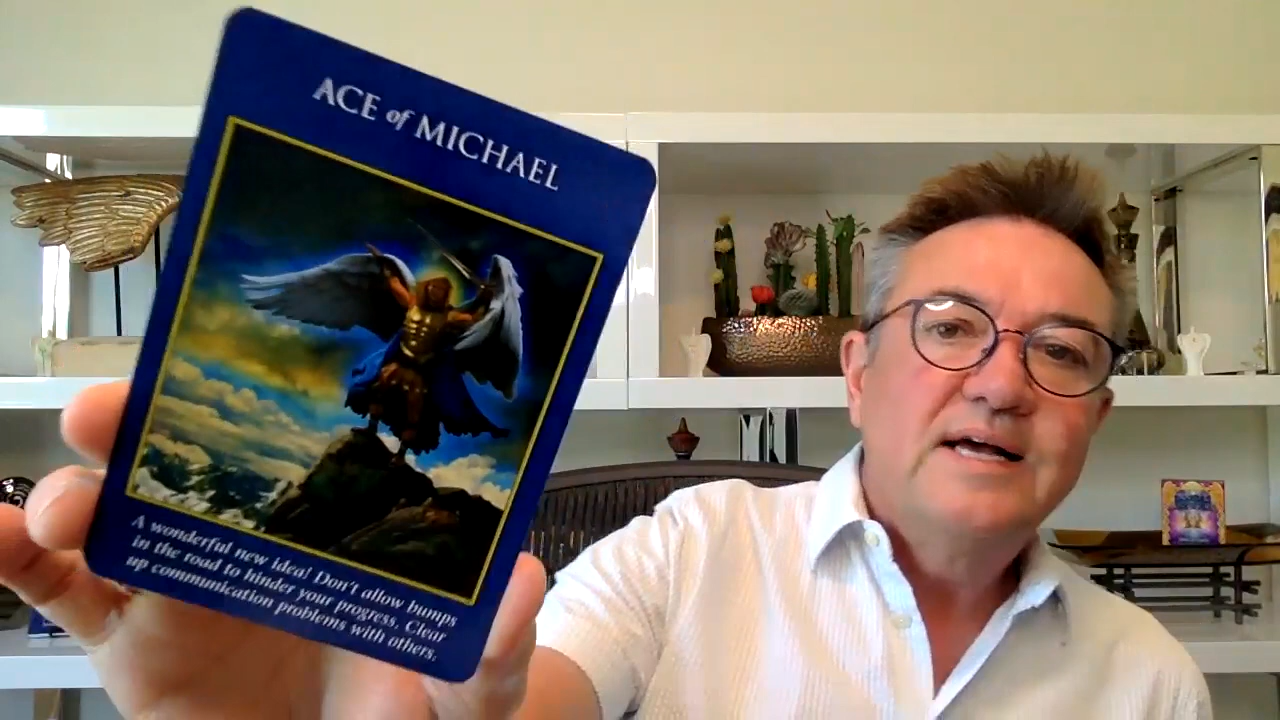 ACE of MICHAEL
A wonderful new idea! Don't allow bumps
in the road to hinder your progress. Clear
up communication problems with others.